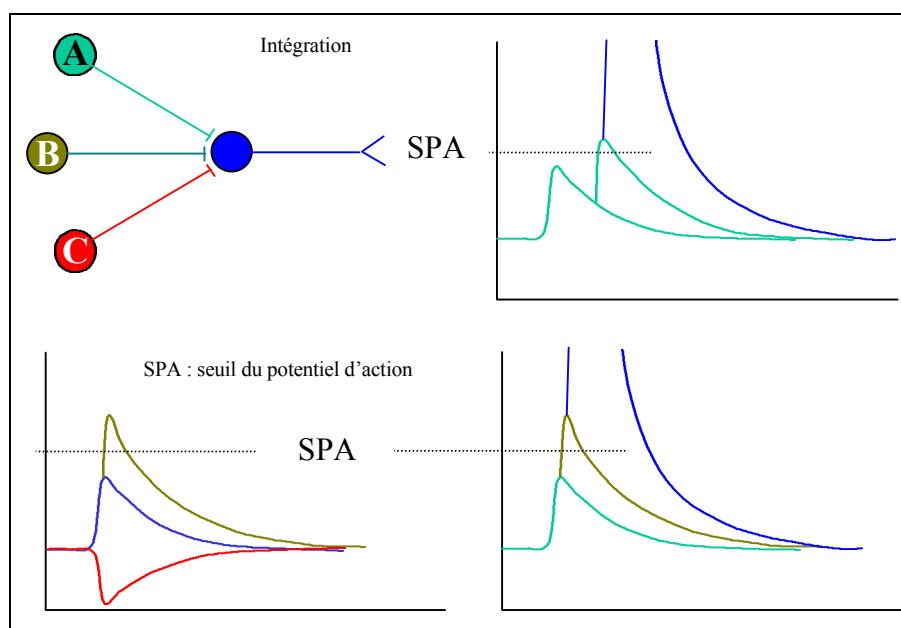 A
Intégration
B
SPA
C
SPA : seuil du potentiel d’action
SPA